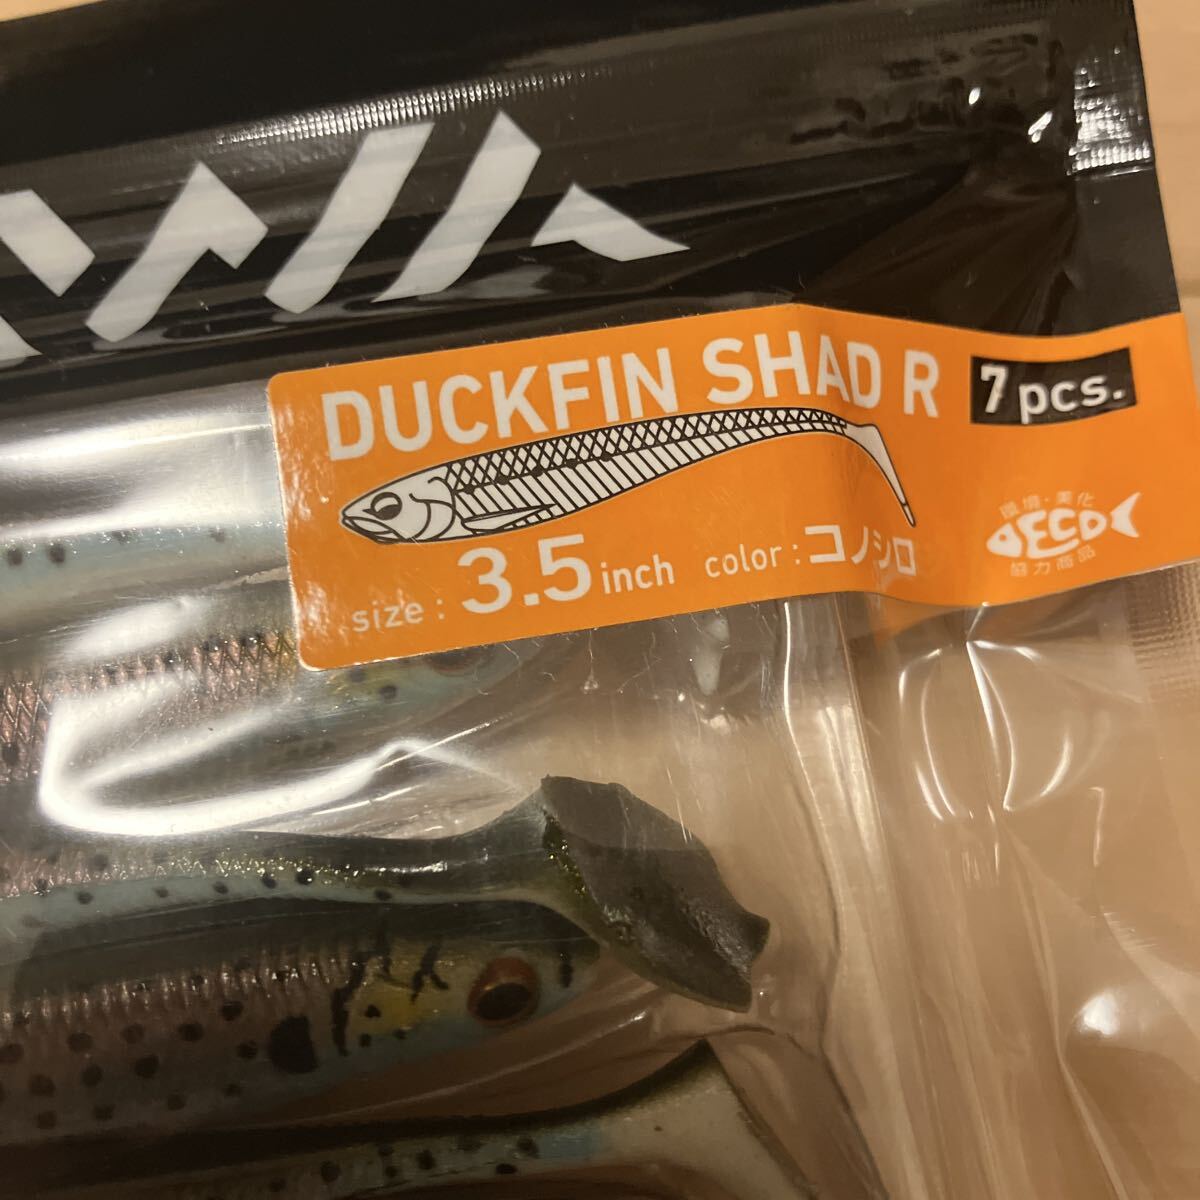 DUCKFIN SHAD R
7 pcs.
size : 3.5 inch color : コノシロ
環境・美化
ECO
協力商品